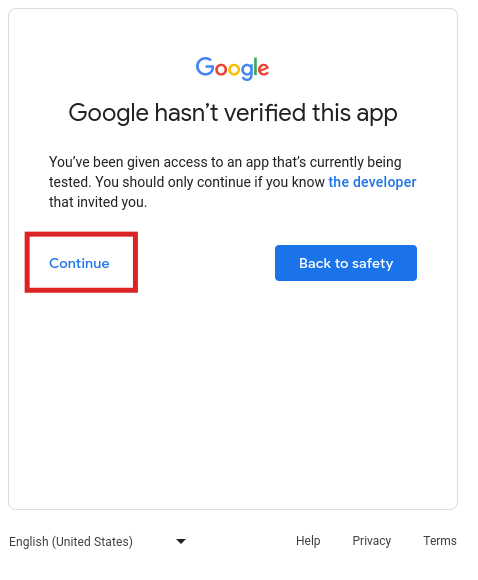 Google
Google hasn’t verified this app
You’ve been given access to an app that’s currently being
tested. You should only continue if you know the developer
that invited you.
Continue
Back to safety
English (United States)
Help
Privacy
Terms